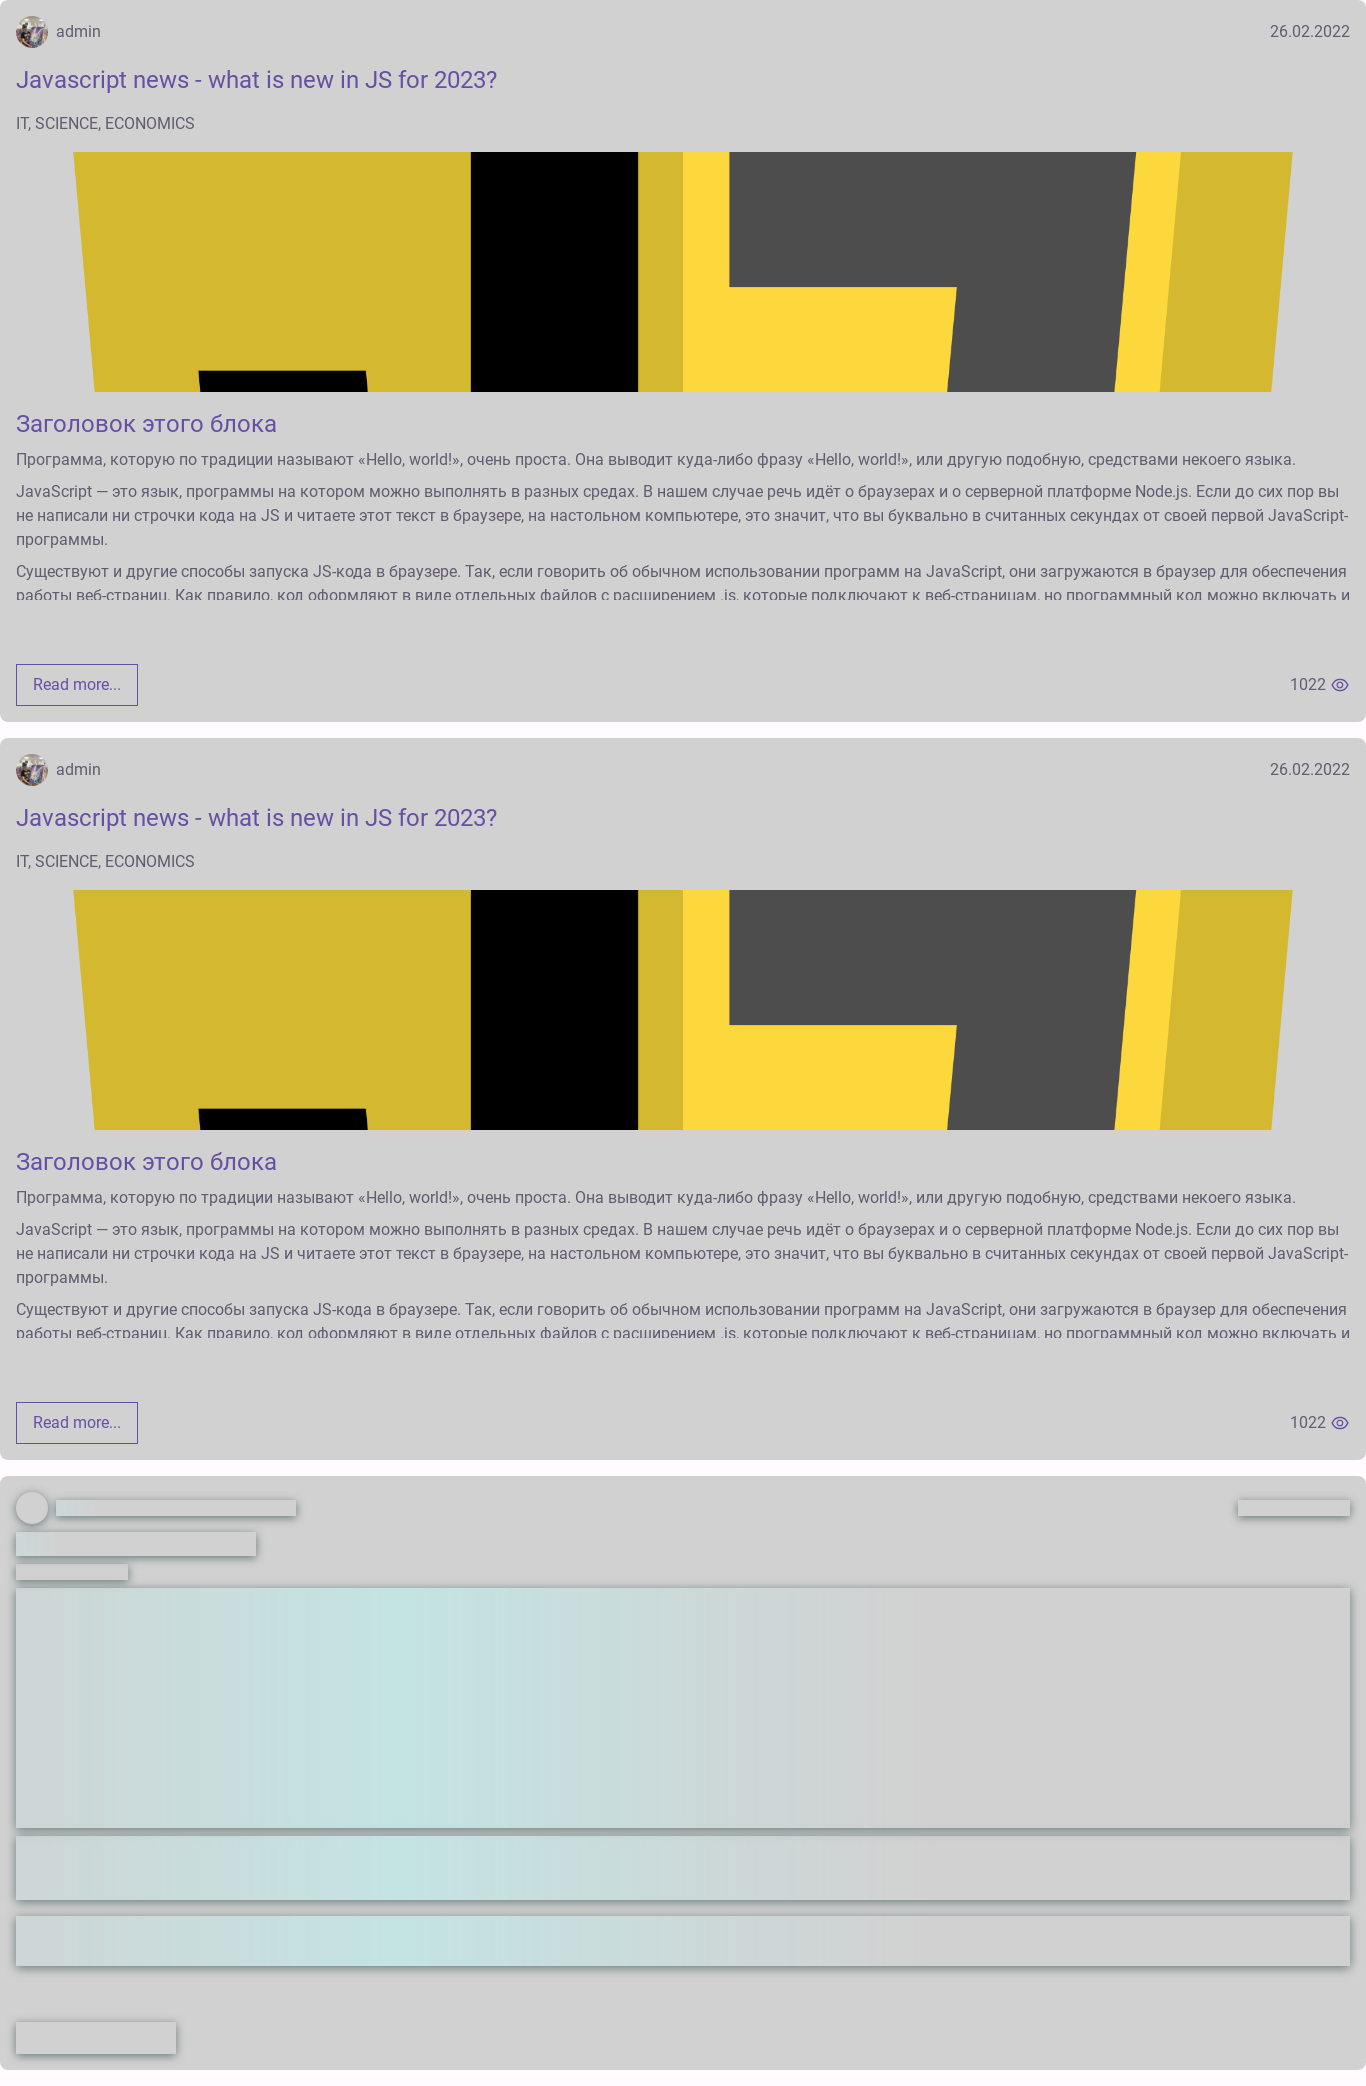 admin
26.02.2022
Javascript news - what is new in JS for 2023?
IT, SCIENCE, ECONOMICS
Заголовок этого блока
Программа, которую по традиции называют «Hello, world!», очень проста. Она выводит куда-либо фразу «Hello, world!», или другую подобную, средствами некоего языка.
JavaScript — это язык, программы на котором можно выполнять в разных средах. В нашем случае речь идёт о браузерах и о серверной платформе Node.js. Если до сих пор вы
не написали ни строчки кода на JS и читаете этот текст в браузере, на настольном компьютере, это значит, что вы буквально в считанных секундах от своей первой JavaScript-
программы.
Существуют и другие способы запуска JS-кода в браузере. Так, если говорить об обычном использовании программ на JavaScript, они загружаются в браузер для обеспечения
работы веб-страниц. Как правило, код оформляют в виде отдельных файлов с расширением .js, которые подключают к веб-страницам, но программный код можно включать и
Read more...
1022
admin
26.02.2022
Javascript news - what is new in JS for 2023?
IT, SCIENCE, ECONOMICS
Заголовок этого блока
Программа, которую по традиции называют «Hello, world!», очень проста. Она выводит куда-либо фразу «Hello, world!», или другую подобную, средствами некоего языка.
JavaScript — это язык, программы на котором можно выполнять в разных средах. В нашем случае речь идёт о браузерах и о серверной платформе Node.js. Если до сих пор вы
не написали ни строчки кода на JS и читаете этот текст в браузере, на настольном компьютере, это значит, что вы буквально в считанных секундах от своей первой JavaScript-
программы.
Существуют и другие способы запуска JS-кода в браузере. Так, если говорить об обычном использовании программ на JavaScript, они загружаются в браузер для обеспечения
работы веб-страниц. Как правило, код оформляют в виде отдельных файлов с расширением .js, которые подключают к веб-страницам, но программный код можно включать и
Read more...
1022